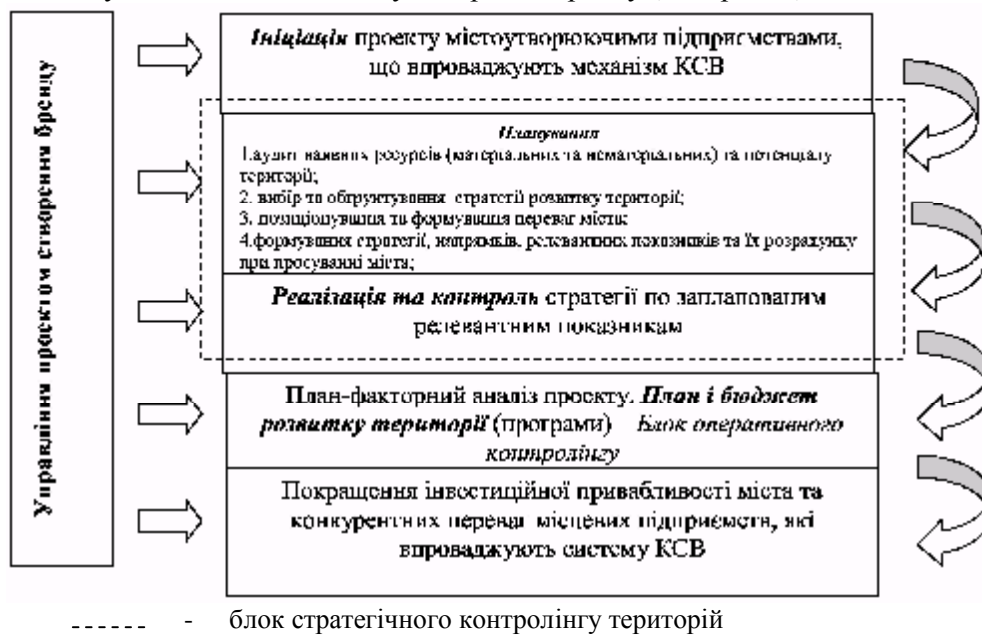 Управління проектом створення бренду
Ініціація проекту містоутворюючими підприємствами,
що впроваджують механізм КСВ
Планування
1.аудит наявних ресурсів (матеріальних та нематеріальних) та потенціалу
території;
2. вибір та обґрунтування стратегії розвитку території;
3. позиціонування та формування переваг міста;
4.формування стратегії, напрямків, релевантних показників та їх розрахунку
при просуванні міста;
Реалізація та контроль стратегії по запланованим
релевантним показникам
План-факторний аналіз проєкту. План і бюджет
розвитку території (програми) Блок оперативного
контролінгу
Покращення інвестиційної привабливості міста та
конкурентних переваг місцевих підприємств, які
впроваджують систему КСВ
------ - блок стратегічного контролінгу територій